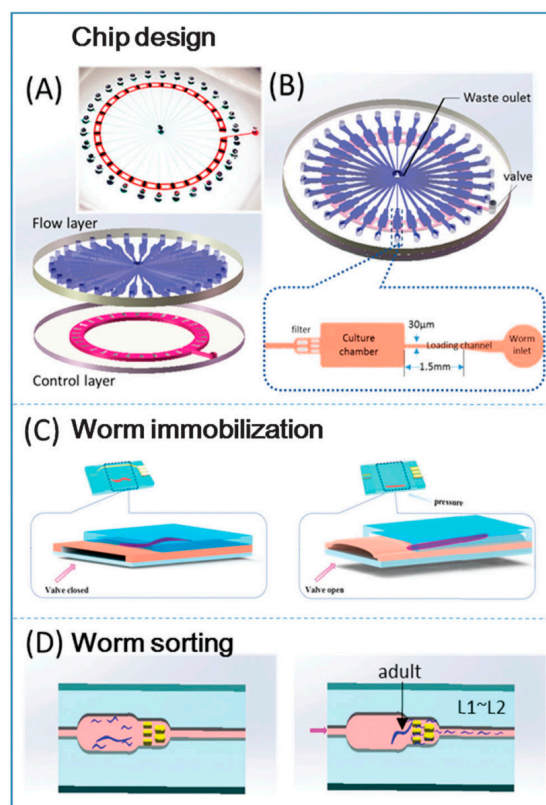 Chip design
(A)
(B)
Waste oulet
valve
Flow layer
Control layer
filter
Culture
chamber
30μm
Loading channel
1.5mm
Worm
inlet
(C) Worm immobilization
pressure
Valve closed
Valve open
(D) Worm sorting
adult
L1~L2